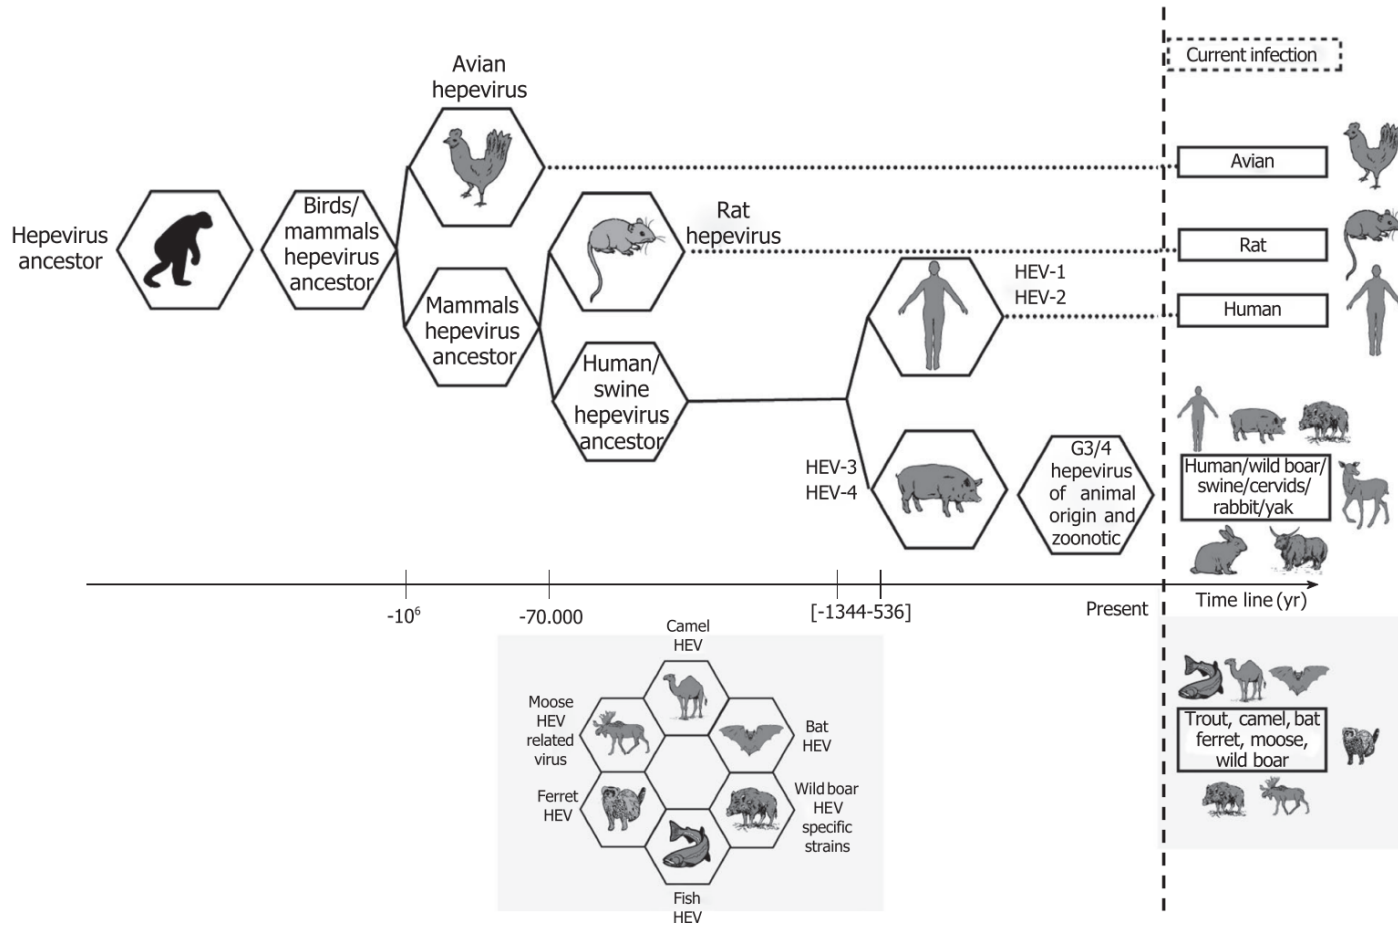 Current infection
Avian
hepevirus
Avian
Hepevirus
ancestor
Birds/
mammals
hepevirus
ancestor
Rat
hepevirus
Rat
Mammals
hepevirus
ancestor
HEV-1
HEV-2
Human
Human/
swine
hepevirus
ancestor
HEV-3
HEV-4
G3/4
hepevirus
of animal
origin and
zoonotic
Human/wild boar/
swine/cervids/
rabbit/yak
-10⁶
-70.000
[-1344-536]
Present
Time line (yr)
Camel
HEV
Moose
HEV
related
virus
Bat
HEV
Ferret
HEV
Wild boar
HEV
specific
strains
Fish
HEV
Trout, camel, bat
ferret, moose,
wild boar